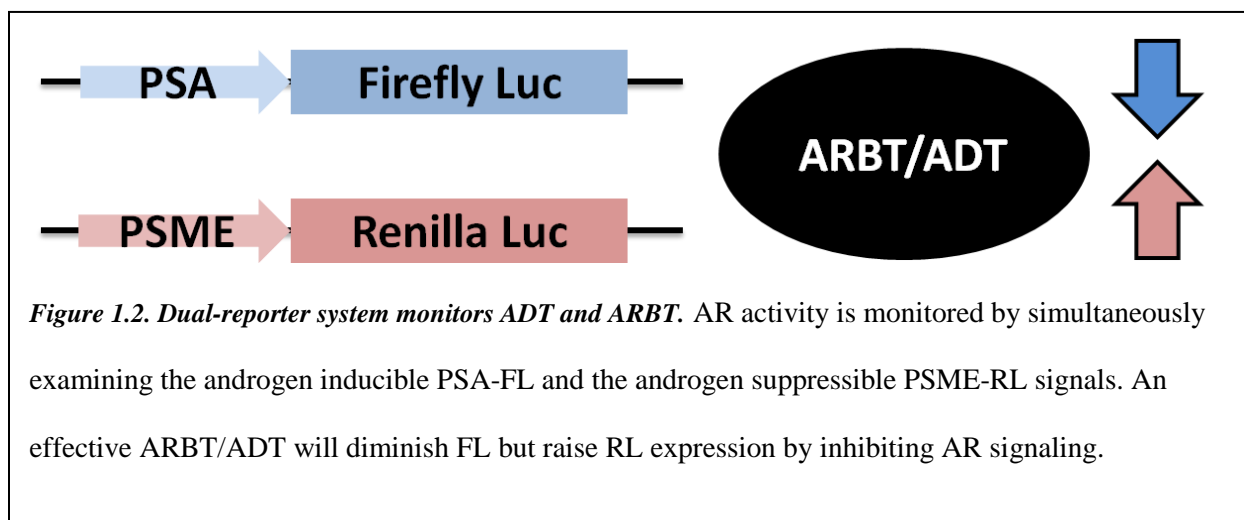 PSA Firefly Luc
ARBT/ADT
PSME Renilla Luc
Figure 1.2. Dual-reporter system monitors ADT and ARBT. AR activity is monitored by simultaneously
examining the androgen inducible PSA-FL and the androgen suppressible PSME-RL signals. An
effective ARBT/ADT will diminish FL but raise RL expression by inhibiting AR signaling.